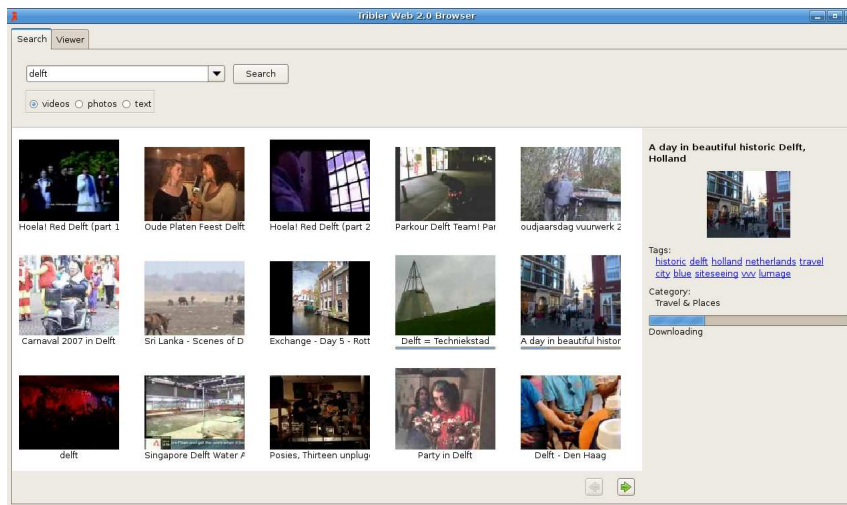 Tribler Web 2.0 Browser
Search Viewer
delft Search
videos photos text
Hoela! Red Delft (part 1
Oude Platen Feest Delft
Hoela! Red Delft (part 2
Parkour Delft Team! Par
oudjaarsdag vuurwerk 2
Carnaval 2007 in Delft
Sri Lanka - Scenes of D
Exchange - Day 5 - Rott
Delft = Techniekstad
A day in beautiful histor
delft
Singapore Delft Water A
Posies, Thirteen unplug
Party in Delft
Delft - Den Haag
A day in beautiful historic Delft,
Holland
Tags:
historic delft holland netherlands travel
city blue siteseeing vvv lumage
Category:
Travel & Places
Downloading